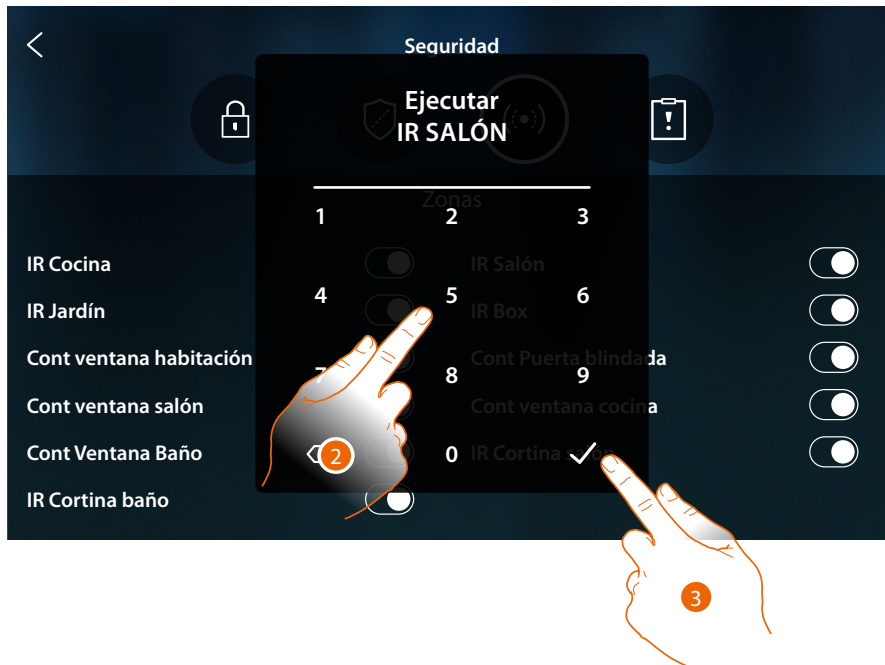 Seguridad
Ejecutar
IR SALÓN
Zonas
1 2 3
IR Cocina IR Salón
4 5 6
IR Jardín IR Box
Cont ventana habitación Cont Puerta blindada
7 8 9
Cont ventana salón Cont ventana cocina
Cont Ventana Baño 2 0 IR Cortina salón
IR Cortina baño
3